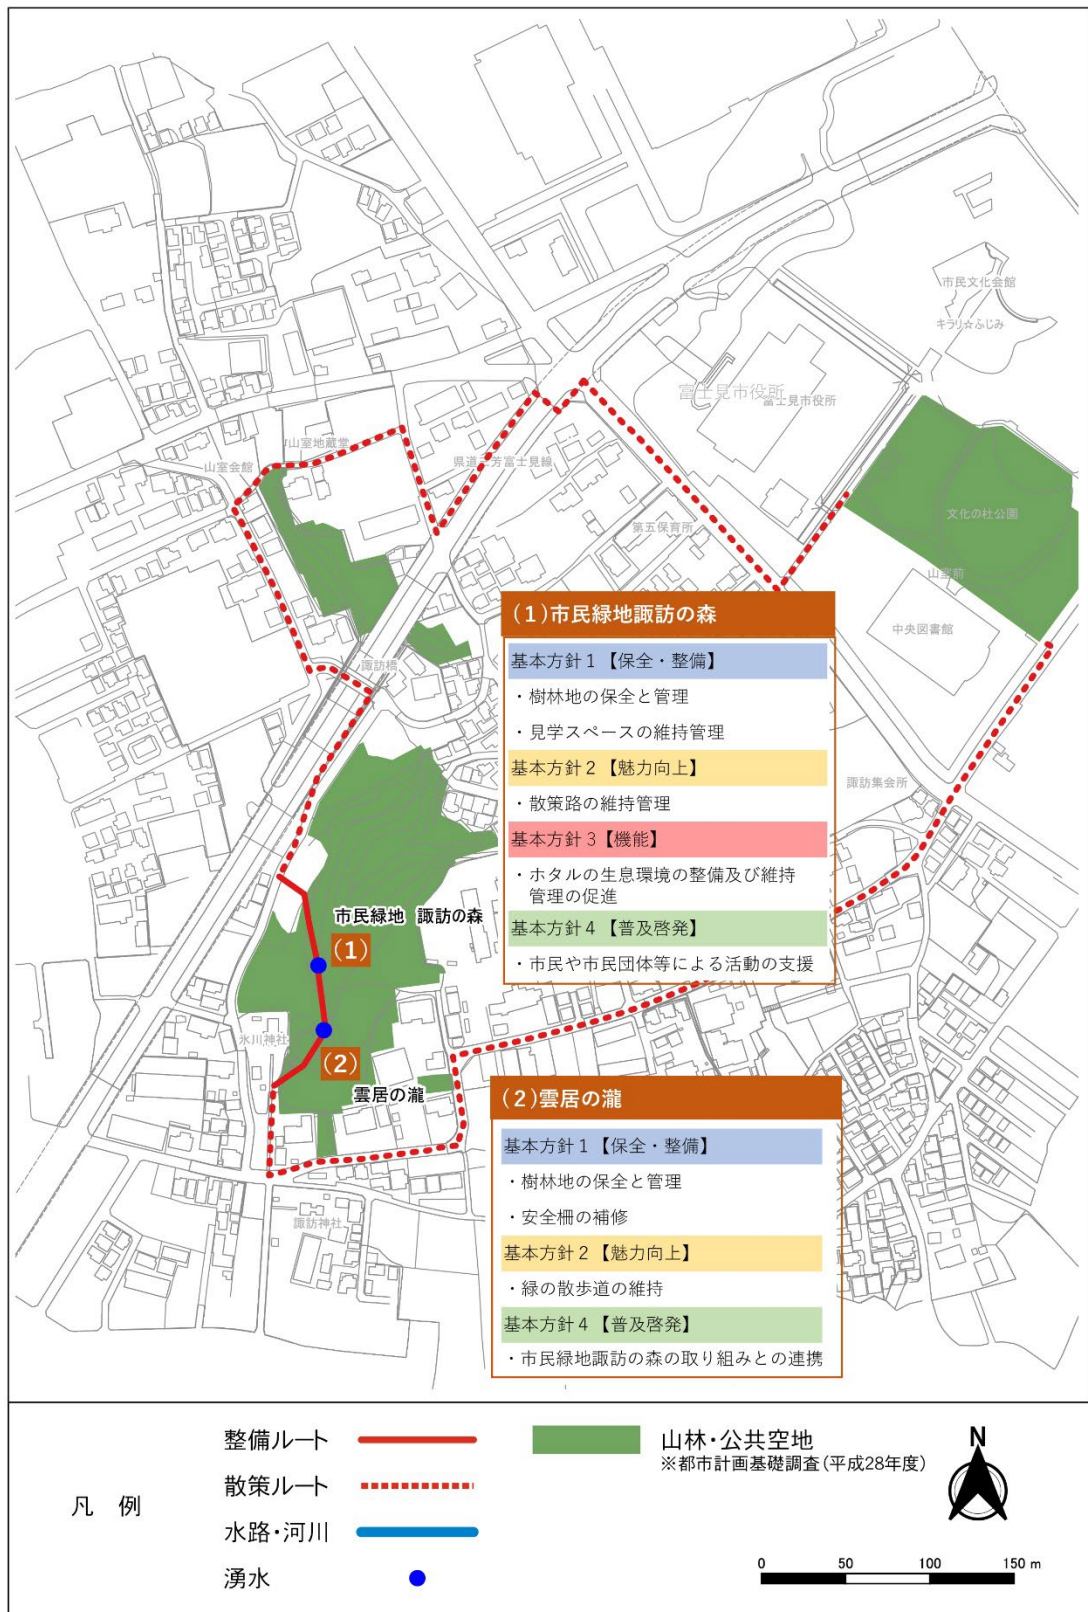 市民文化会館
キラリ☆ふじみ
富士見市役所
富士見市役所
山室地蔵堂
山室会館
県道三芳富士見線
第五保育所
文化の杜公園
山室前
中央図書館
諏訪橋
諏訪集会所
(1)市民緑地諏訪の森
基本方針1【保全・整備】
・樹林地の保全と管理
・見学スペースの維持管理
基本方針2【魅力向上】
・散策路の維持管理
基本方針3【機能】
・ホタルの生息環境の整備及び維持
管理の促進
基本方針4【普及啓発】
・市民や市民団体等による活動の支援
市民緑地 諏訪の森
(1)
氷川神社
(2)
雲居の瀧
諏訪神社
(2)雲居の瀧
基本方針1【保全・整備】
・樹林地の保全と管理
・安全柵の補修
基本方針2【魅力向上】
・緑の散歩道の維持
基本方針4【普及啓発】
・市民緑地諏訪の森の取り組みとの連携
凡 例
整備ルート
散策ルート
水路・河川
湧水
山林・公共空地
※都市計画基礎調査(平成28年度)
N
0 50 100 150 m